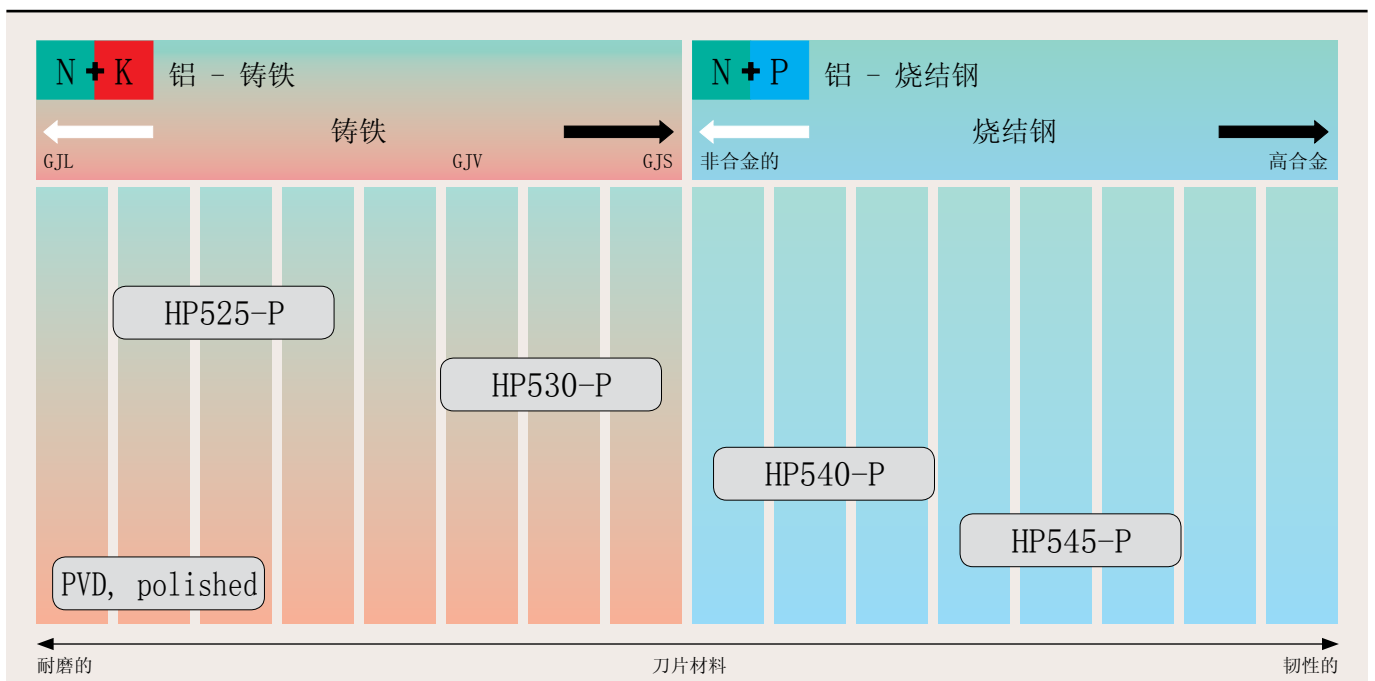 N + K 铝 - 铸铁
铸铁
GJL GJV GJS
N + P 铝 - 烧结钢
烧结钢
非合金的 高合金
HP525-P
HP530-P
HP540-P
HP545-P
PVD, polished
耐磨的 刀片材料 韧性的